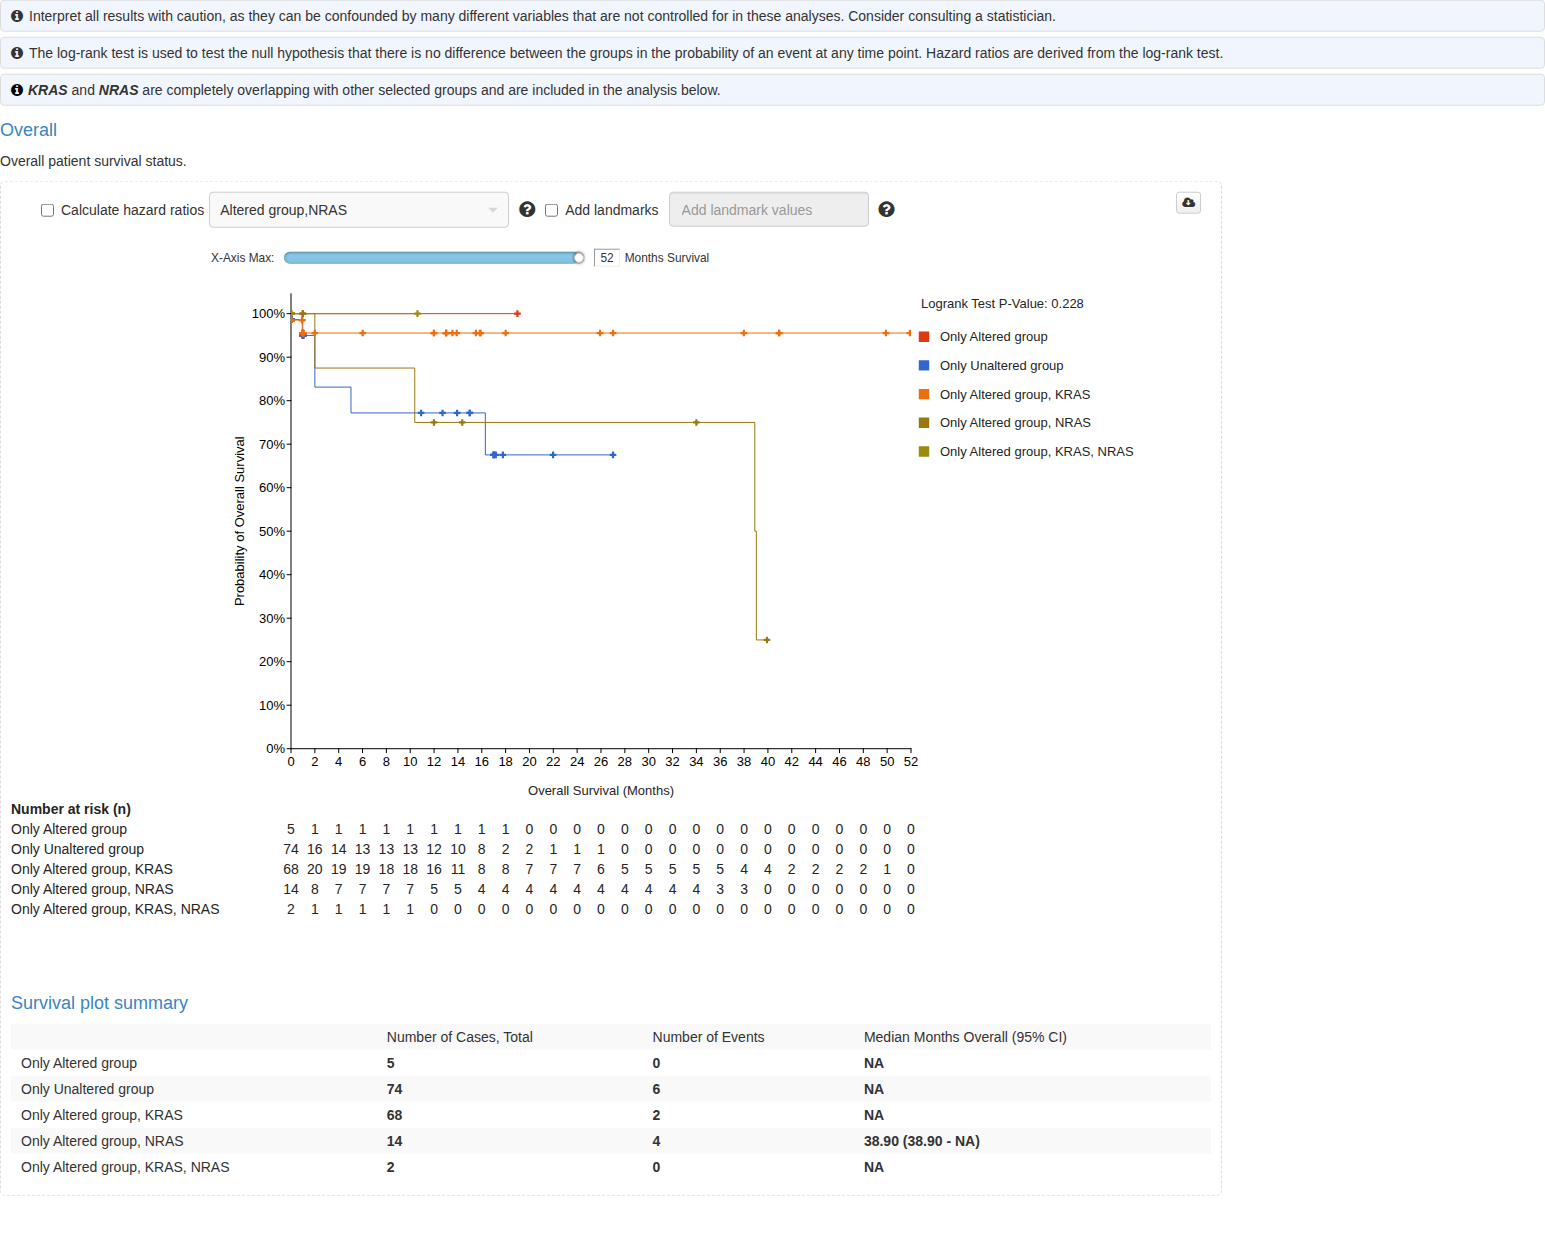 Interpret all results with caution, as they can be confounded by many different variables that are not controlled for in these analyses. Consider consulting a statistician.
The log-rank test is used to test the null hypothesis that there is no difference between the groups in the probability of an event at any time point. Hazard ratios are derived from the log-rank test.
KRAS and NRAS are completely overlapping with other selected groups and are included in the analysis below.
Overall
Overall patient survival status.
Calculate hazard ratios Altered group,NRAS Add landmarks Add landmark values
X-Axis Max: 52 Months Survival
Logrank Test P-Value: 0.228
Only Altered group
Only Unaltered group
Only Altered group, KRAS
Only Altered group, NRAS
Only Altered group, KRAS, NRAS
Probability of Overall Survival
100%
90%
80%
70%
60%
50%
40%
30%
20%
10%
0%
0 2 4 6 8 10 12 14 16 18 20 22 24 26 28 30 32 34 36 38 40 42 44 46 48 50 52
Overall Survival (Months)
Number at risk (n)
Only Altered group 5 1 1 1 1 1 1 1 1 1 0 0 0 0 0 0 0 0 0 0 0 0 0 0 0 0 0
Only Unaltered group 74 16 14 13 13 13 12 10 8 2 2 1 1 1 0 0 0 0 0 0 0 0 0 0 0 0 0
Only Altered group, KRAS 68 20 19 19 18 18 16 11 8 8 7 7 7 6 5 5 5 5 5 4 4 2 2 2 2 1 0
Only Altered group, NRAS 14 8 7 7 7 7 5 5 4 4 4 4 4 4 4 4 4 4 3 3 0 0 0 0 0 0 0
Only Altered group, KRAS, NRAS 2 1 1 1 1 1 0 0 0 0 0 0 0 0 0 0 0 0 0 0 0 0 0 0 0 0 0
Survival plot summary
Number of Cases, Total Number of Events Median Months Overall (95% CI)
Only Altered group 5 0 NA
Only Unaltered group 74 6 NA
Only Altered group, KRAS 68 2 NA
Only Altered group, NRAS 14 4 38.90 (38.90 - NA)
Only Altered group, KRAS, NRAS 2 0 NA